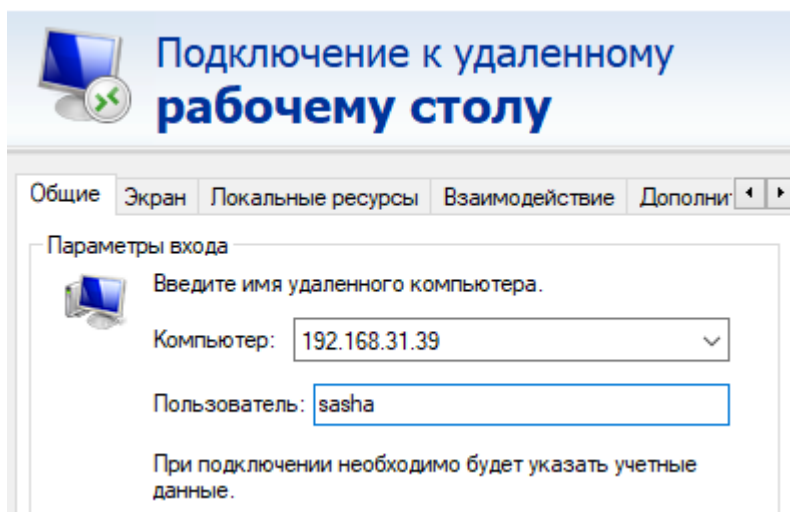 Подключение к удаленному
рабочему столу
Общие Экран Локальные ресурсы Взаимодействие Дополнит
Параметры входа
Введите имя удаленного компьютера.
Компьютер: 192.168.31.39
Пользователь: sasha
При подключении необходимо будет указать учетные
данные.